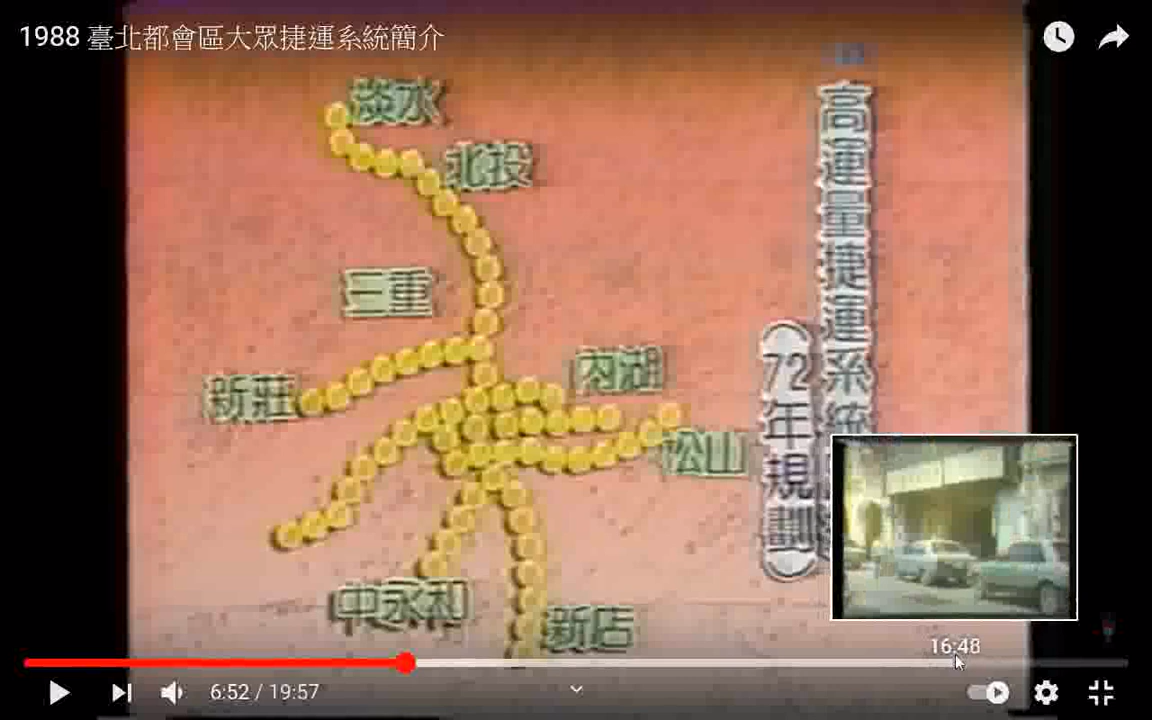 1988 臺北都會區大眾捷運系統簡介
高運量捷運系統
(72年規劃)
淡水
北投
三重
新莊
內湖
松山
中永和
新店
16:48
6:52 / 19:57